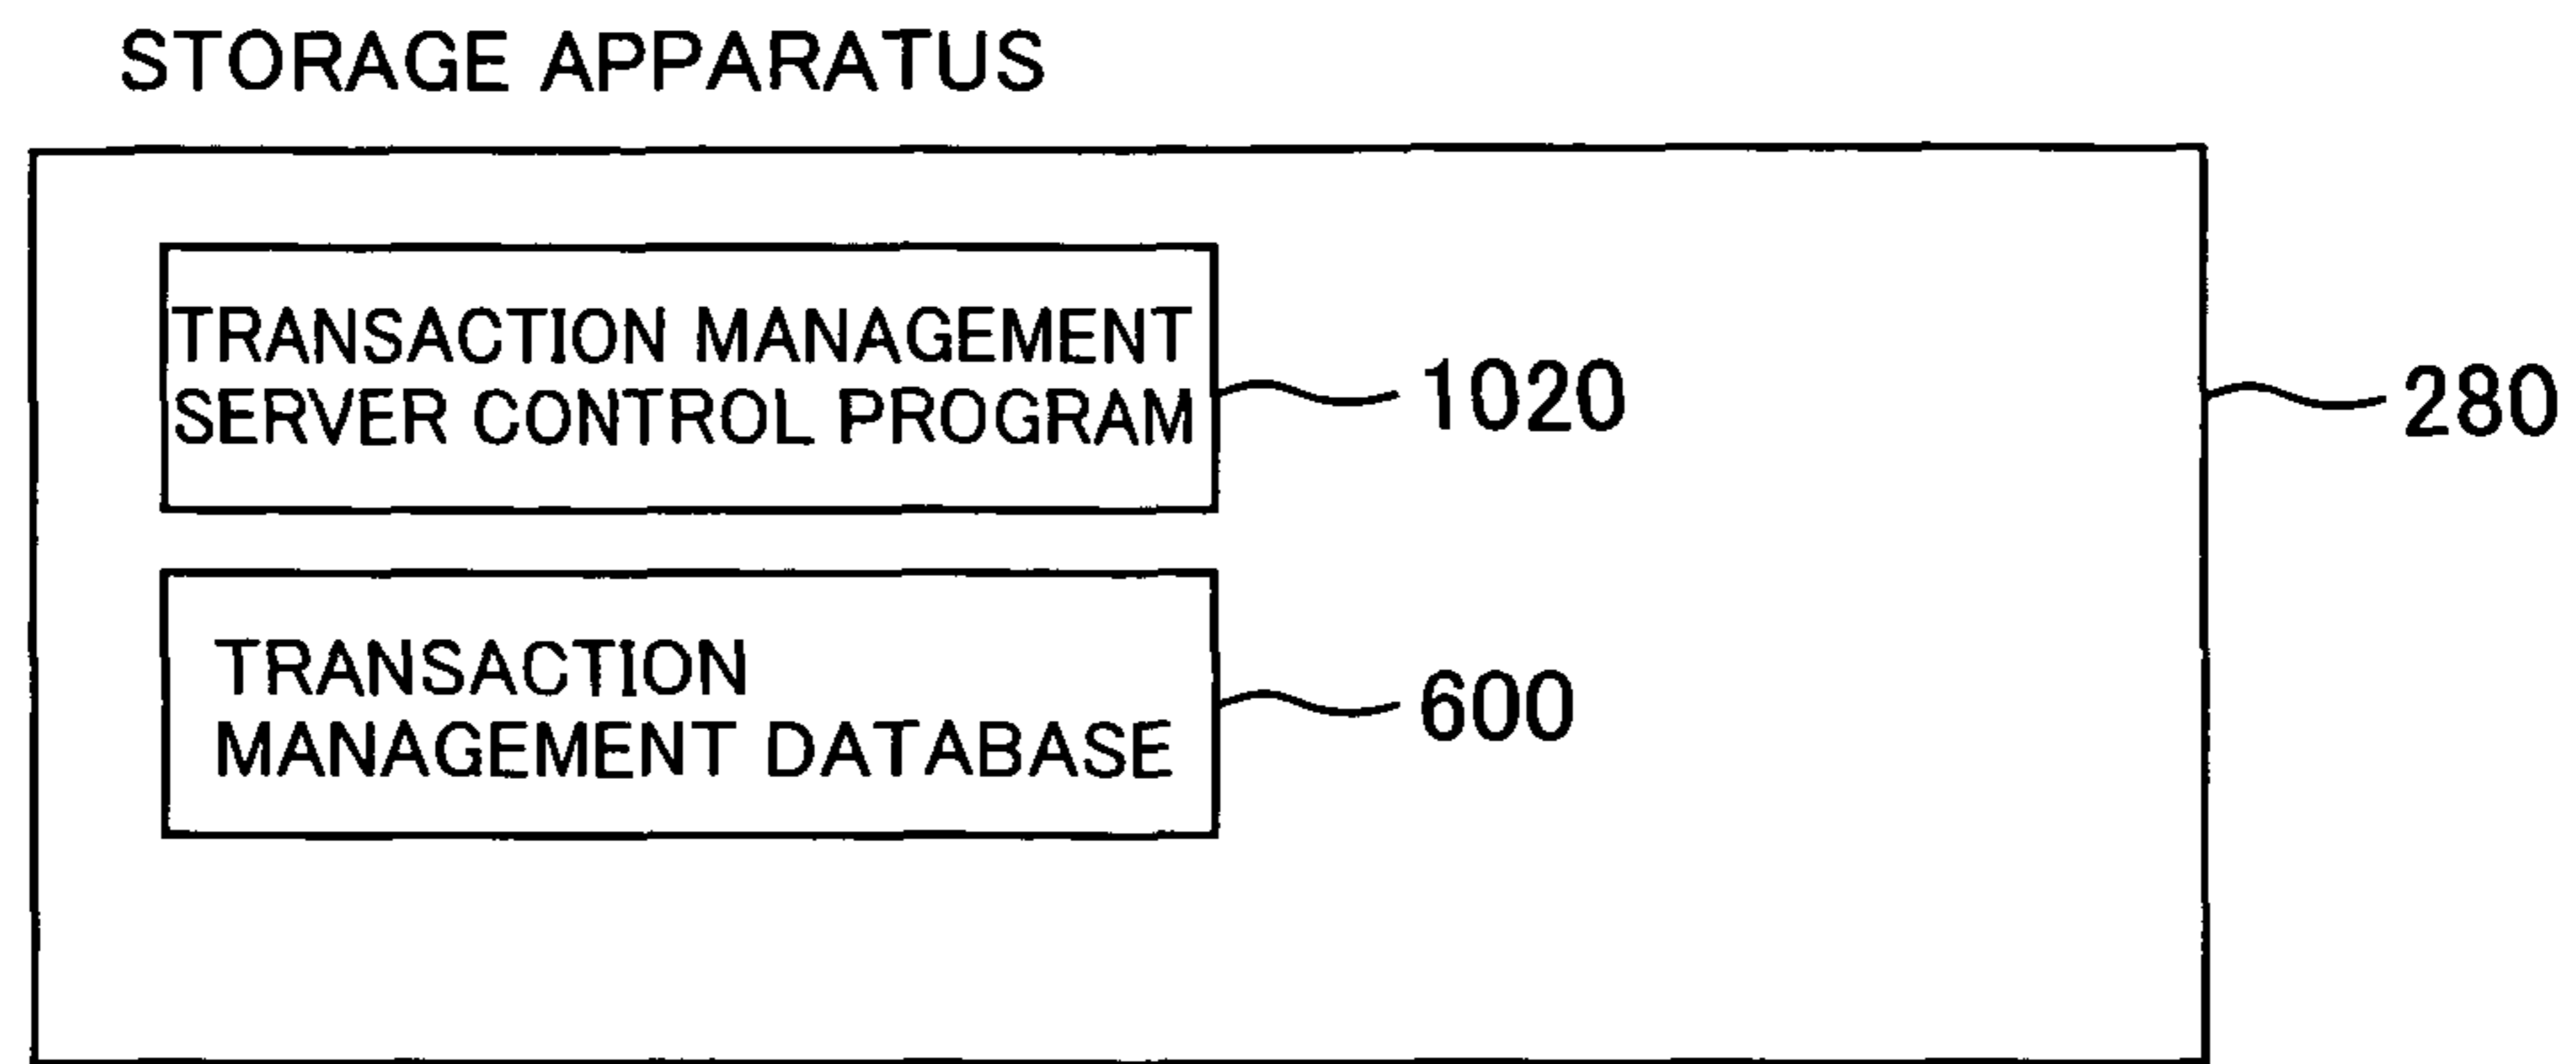 STORAGE APPARATUS
TRANSACTION MANAGEMENT
SERVER CONTROL PROGRAM
1020
280
TRANSACTION
MANAGEMENT DATABASE
600